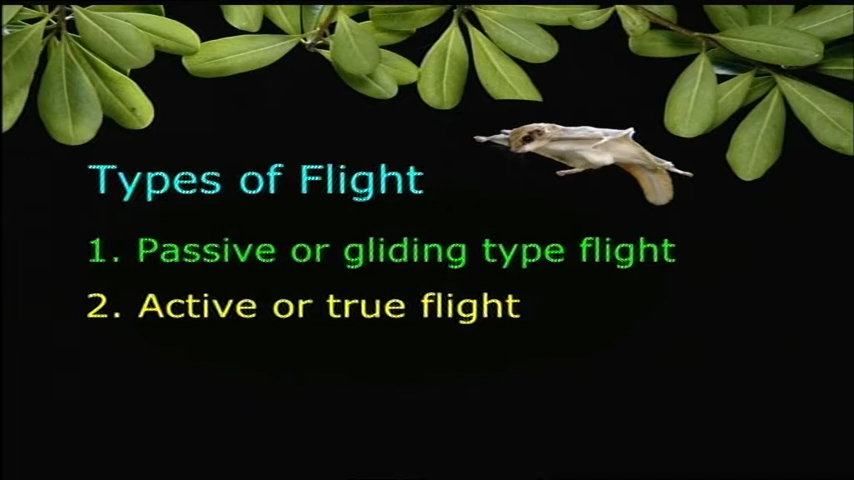 Types of Flight
1. Passive or gliding type flight
2. Active or true flight